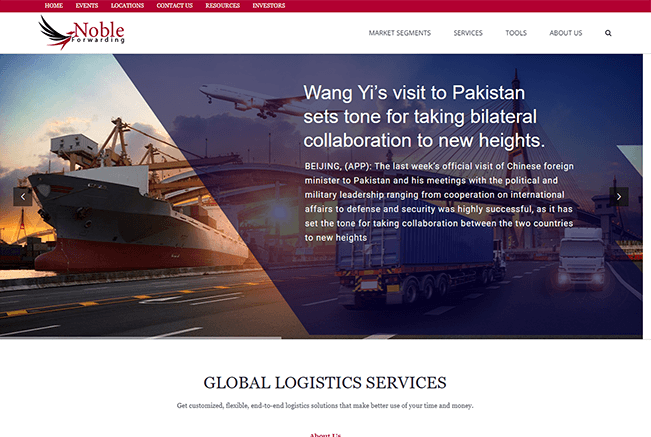 HOME EVENTS LOCATIONS CONTACT US RESOURCES INVESTORS
Noble
Forwarding
MARKET SEGMENTS SERVICES TOOLS ABOUT US
Wang Yi's visit to Pakistan
sets tone for taking bilateral
collaboration to new heights.
BEIJING, (APP): The last week's official visit of Chinese foreign
minister to Pakistan and his meetings with the political and
military leadership ranging from cooperation on international
affairs to defense and security was highly successful, as it has
set the tone for taking collaboration between the two countries
to new heights
GLOBAL LOGISTICS SERVICES
Get customized, flexible, end-to-end logistics solutions that make better use of your time and money.
About Us